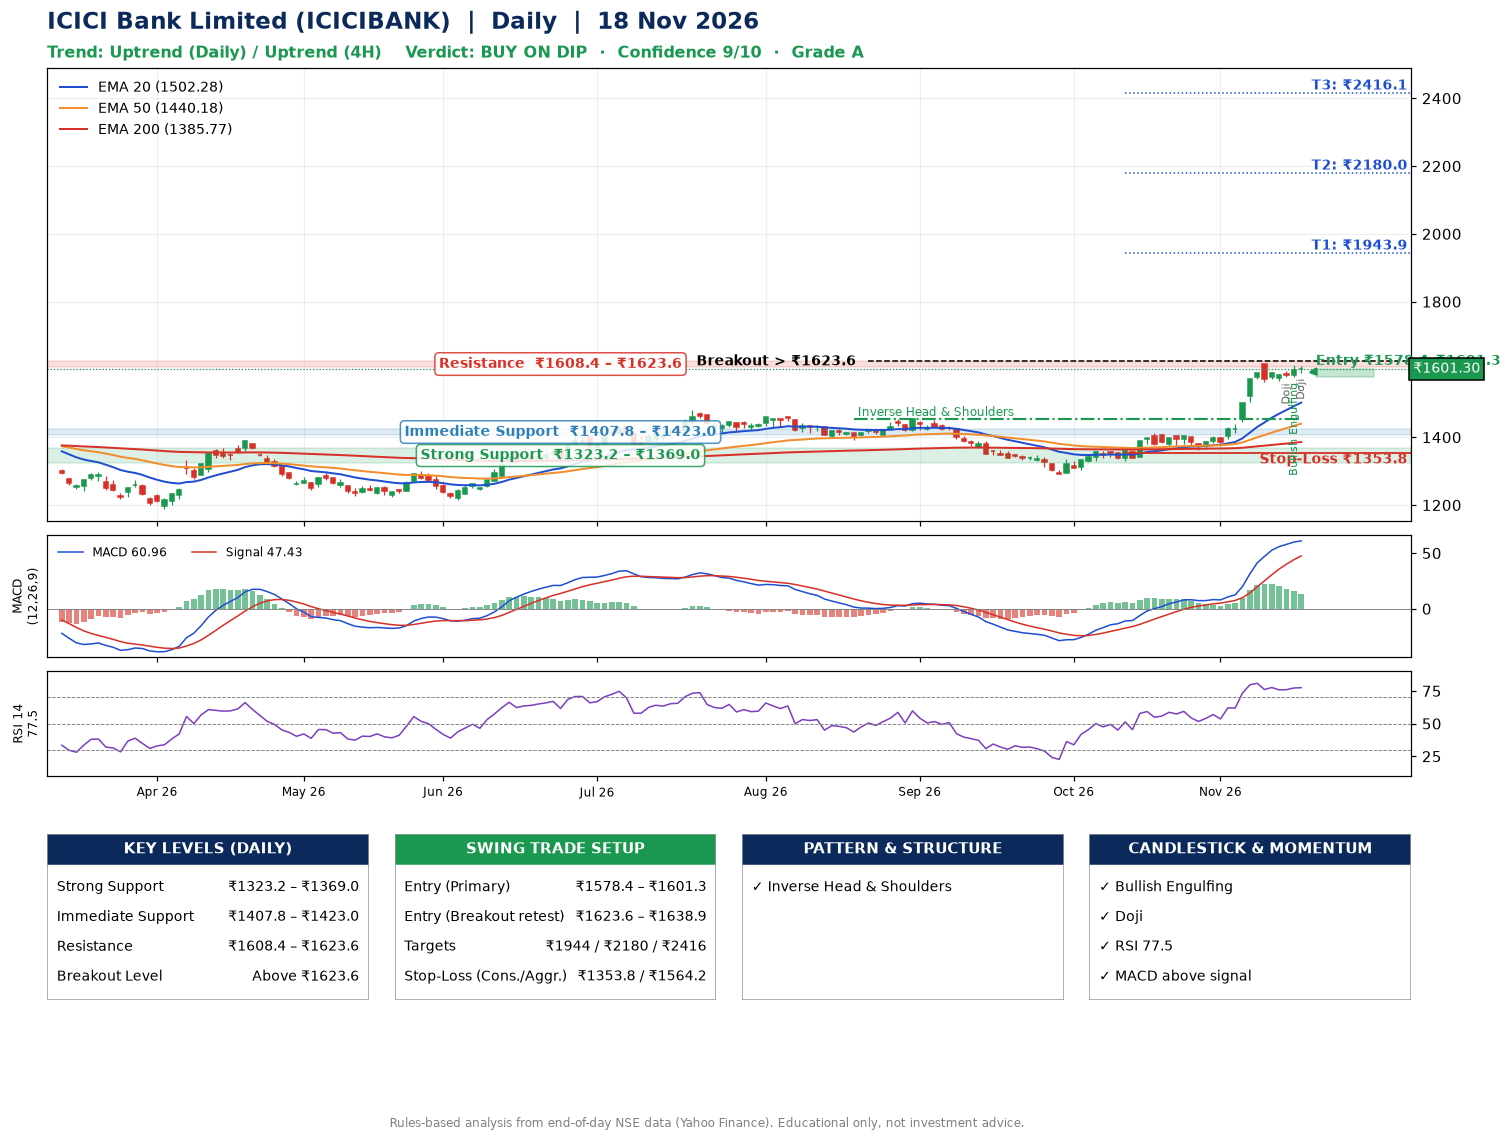 ICICI Bank Limited (ICICIBANK) | Daily | 18 Nov 2026
Trend: Uptrend (Daily) / Uptrend (4H) Verdict: BUY ON DIP · Confidence 9/10 · Grade A
EMA 20 (1502.28)
EMA 50 (1440.18)
EMA 200 (1385.77)
T3: ₹2416.1
2400
T2: ₹2180.0
2200
T1: ₹1943.9
2000
1800
Resistance ₹1608.4 – ₹1623.6
Breakout > ₹1623.6
Entry ₹1578.4–₹1601.3
₹1601.30
Doji
Doji
Bullish Engulfing
Inverse Head & Shoulders
Immediate Support ₹1407.8 – ₹1423.0
1400
Strong Support ₹1323.2 – ₹1369.0
Stop-Loss ₹1353.8
1200
MACD 60.96
Signal 47.43
MACD
(12,26,9)
50
0
RSI 14
77.5
75
50
25
Apr 26
May 26
Jun 26
Jul 26
Aug 26
Sep 26
Oct 26
Nov 26
KEY LEVELS (DAILY)
Strong Support ₹1323.2 – ₹1369.0
Immediate Support ₹1407.8 – ₹1423.0
Resistance ₹1608.4 – ₹1623.6
Breakout Level Above ₹1623.6
SWING TRADE SETUP
Entry (Primary) ₹1578.4 – ₹1601.3
Entry (Breakout retest) ₹1623.6 – ₹1638.9
Targets ₹1944 / ₹2180 / ₹2416
Stop-Loss (Cons./Aggr.) ₹1353.8 / ₹1564.2
PATTERN & STRUCTURE
✓ Inverse Head & Shoulders
CANDLESTICK & MOMENTUM
✓ Bullish Engulfing
✓ Doji
✓ RSI 77.5
✓ MACD above signal
Rules-based analysis from end-of-day NSE data (Yahoo Finance). Educational only, not investment advice.